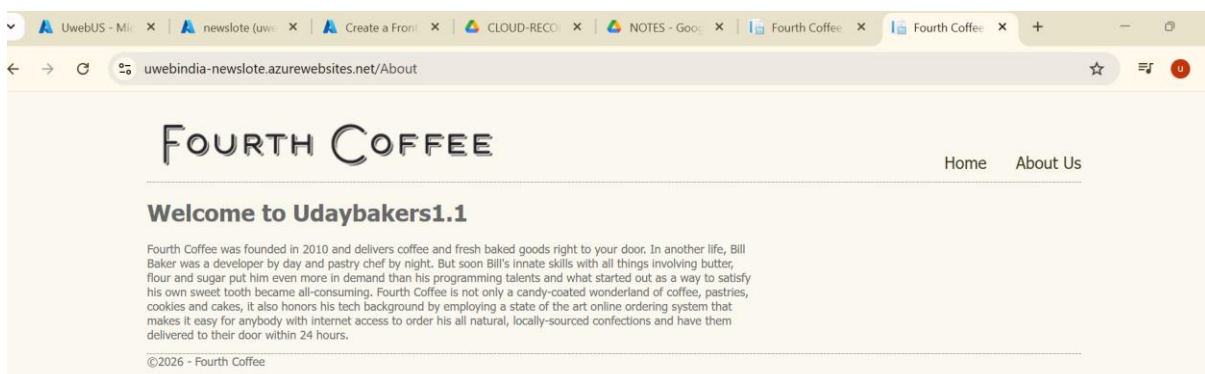 UwebUS - Mic
newslote (uwe
Create a Front
CLOUD-RECO
NOTES - Goog
Fourth Coffee
Fourth Coffee
uwebindia-newslote.azurewebsites.net/About
U
FOURTH COFFEE
Home About Us
Welcome to Udaybakers1.1
Fourth Coffee was founded in 2010 and delivers coffee and fresh baked goods right to your door. In another life, Bill
Baker was a developer by day and pastry chef by night. But soon Bill's innate skills with all things involving butter,
flour and sugar put him even more in demand than his programming talents and what started out as a way to satisfy
his own sweet tooth became all-consuming. Fourth Coffee is not only a candy-coated wonderland of coffee, pastries,
cookies and cakes, it also honors his tech background by employing a state of the art online ordering system that
makes it easy for anybody with internet access to order his all natural, locally-sourced confections and have them
delivered to their door within 24 hours.
©2026 - Fourth Coffee